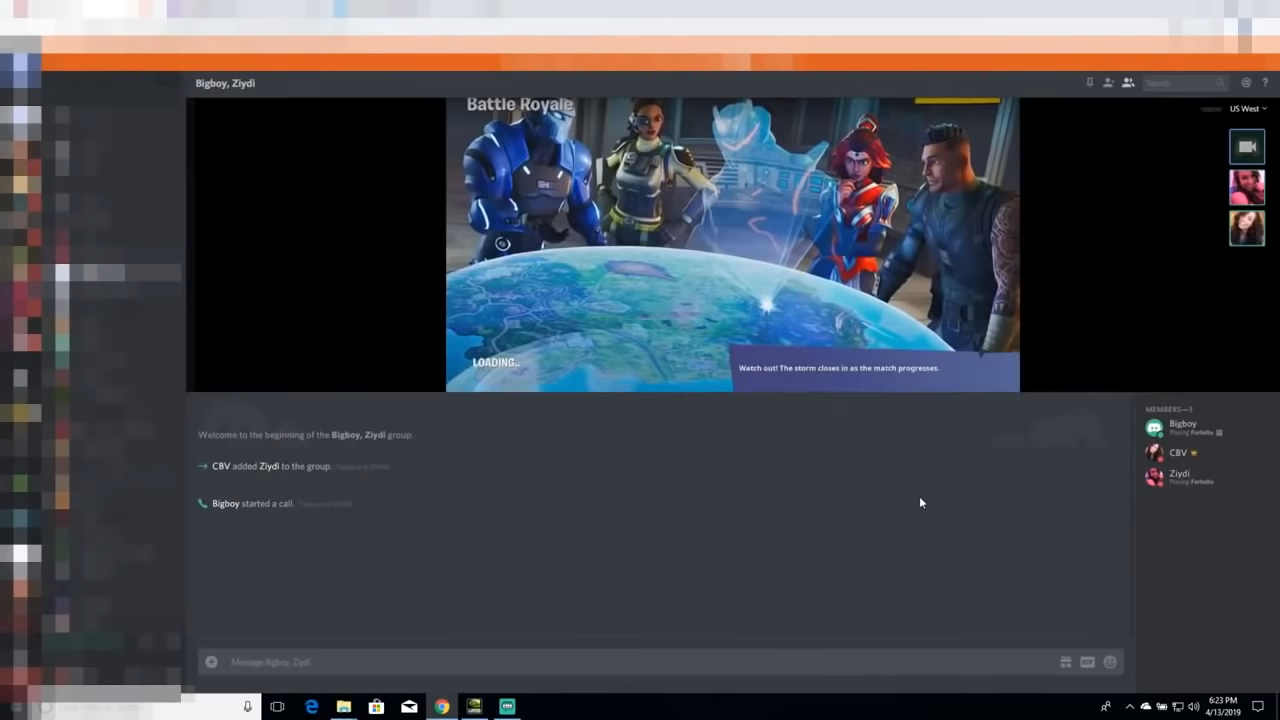 Bigboy, Ziydi
Search
Battle Royale
US West
LOADING..
Watch out! The storm closes in as the match progresses.
MEMBERS—3
Bigboy
Playing Fortnite
CBV
Ziydi
Playing Fortnite
Welcome to the beginning of the Bigboy, Ziydi group.
CBV added Ziydi to the group.
Bigboy started a call.
Message Bigboy, Ziydi
GIF
6:23 PM
4/13/2019